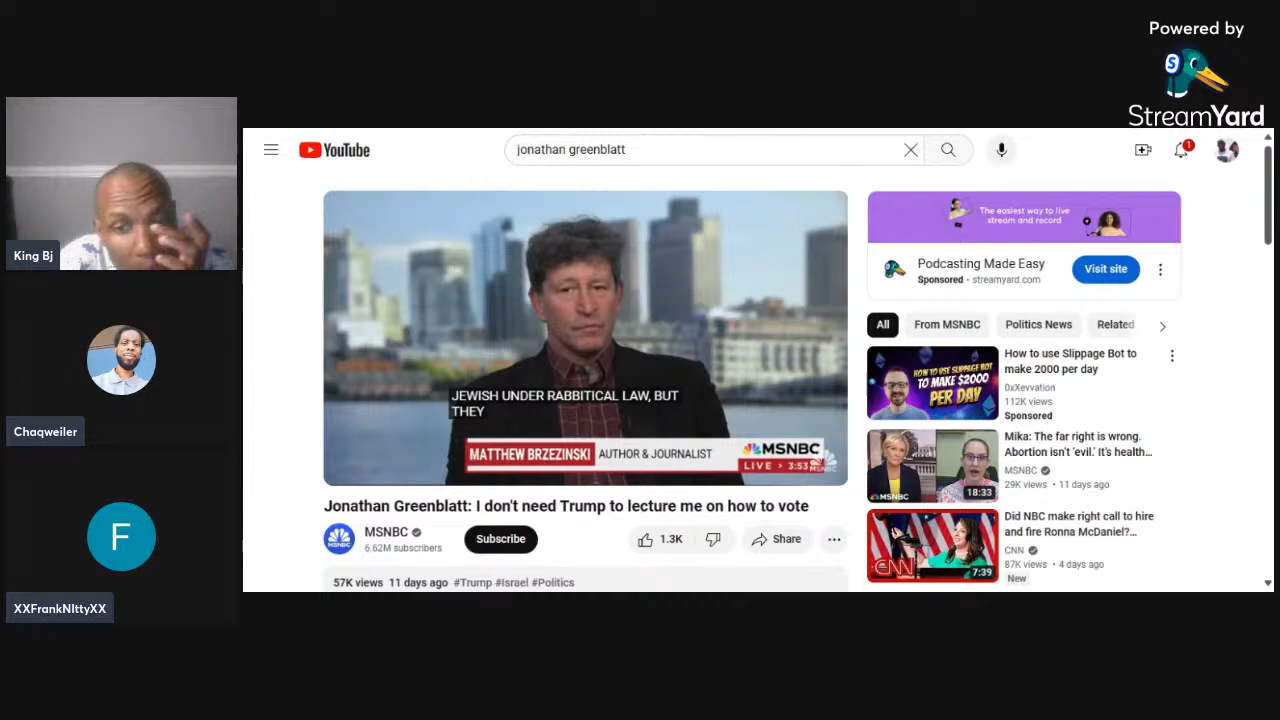 Powered by
StreamYard
King Bj
Chaqweiler
F
XXFrankNIttyXX
YouTube
jonathan greenblatt
1
JEWISH UNDER RABBITICAL LAW, BUT
THEY
MATTHEW BRZEZINSKI AUTHOR & JOURNALIST
MSNBC
LIVE > 3:53
MSNBC
Jonathan Greenblatt: I don't need Trump to lecture me on how to vote
MSNBC
6.62M subscribers
Subscribe
1.3K
Share
57K views 11 days ago #Trump #Israel #Politics
The easiest way to live
stream and record
Podcasting Made Easy
Sponsored · streamyard.com
Visit site
All
From MSNBC
Politics News
Related
HOW TO USE SLIPPAGE BOT
TO MAKE $2000
PER DAY
How to use Slippage Bot to
make 2000 per day
0xXevvation
112K views
Sponsored
MSNBC
18:33
Mika: The far right is wrong.
Abortion isn't 'evil.' It's health...
MSNBC
29K views · 11 days ago
CNN
7:39
Did NBC make right call to hire
and fire Ronna McDaniel?...
CNN
87K views · 4 days ago
New